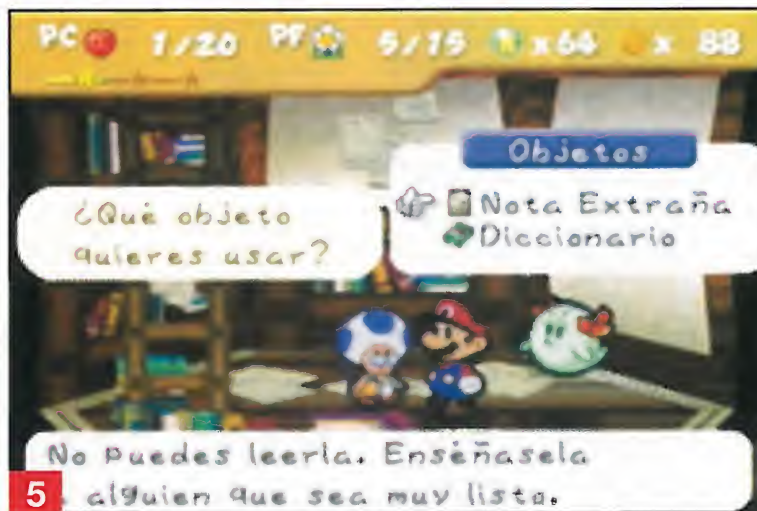 PC 1/20 PF 5/15 x64 x 88
Objetos
¿Qué objeto
quieres usar?
Nota Extraña
Diccionario
No puedes leerla. Enséñasela
alguien que sea muy listo.
5